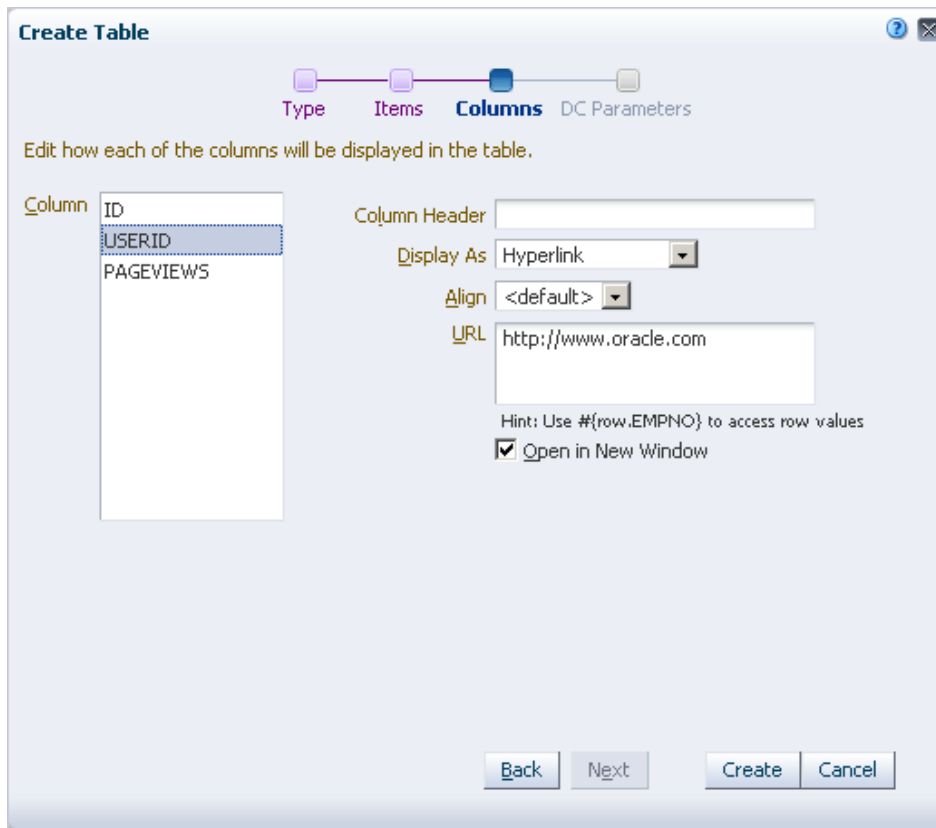 Create Table
Type Items Columns DC Parameters
Edit how each of the columns will be displayed in the table.
Column
ID
USERID
PAGEVIEWS
Column Header
Display As Hyperlink
Align <default>
URL http://www.oracle.com
Hint: Use #{row.EMPNO} to access row values
Open in New Window
Back Next Create Cancel